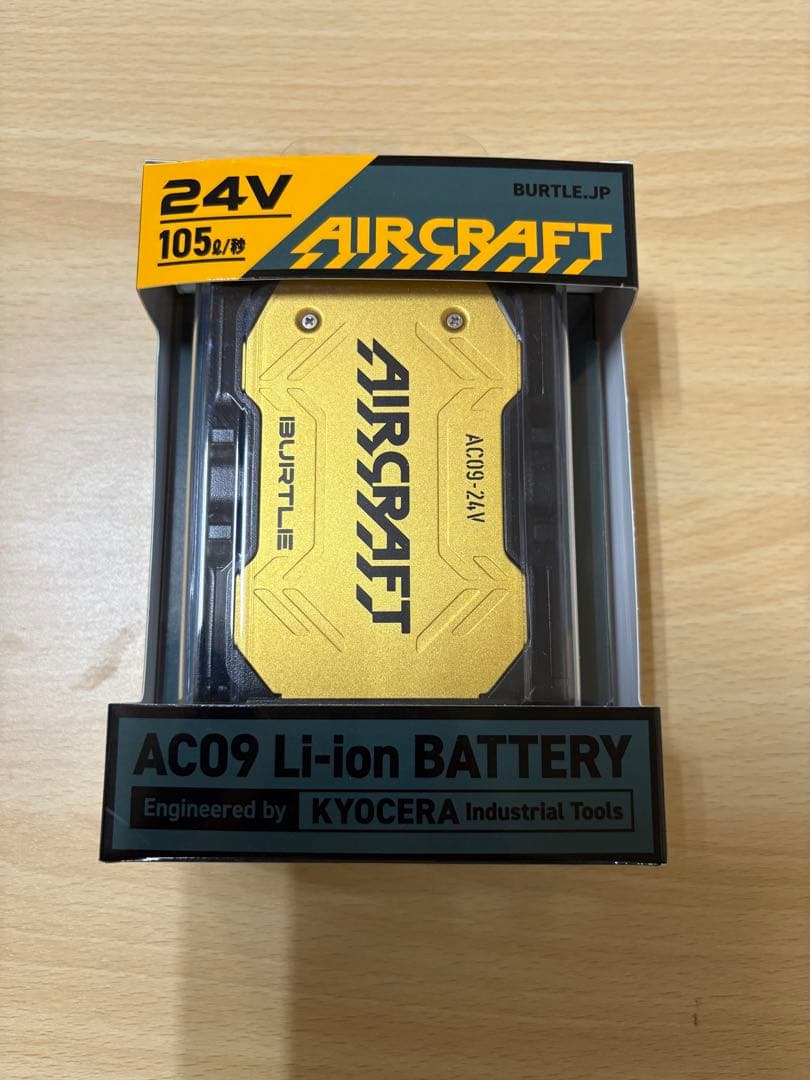 24V
105ℓ/秒
BURTLE.JP
AIRCRAFT
AIRCRAFT
BURTLE
AC09-24V
AC09 Li-ion BATTERY
Engineered by KYOCERA Industrial Tools